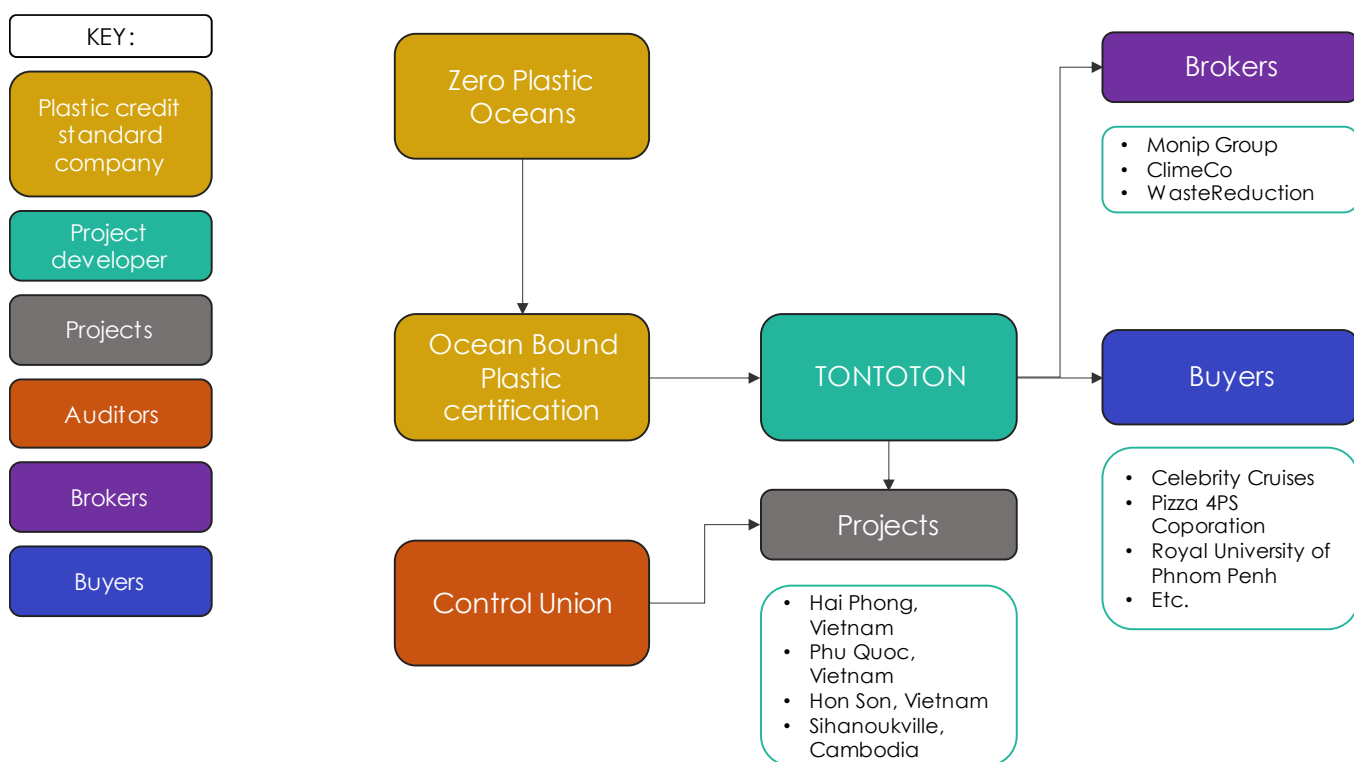 KEY:
Plastic credit
standard
company
Project
developer
Projects
Auditors
Brokers
Buyers
Zero Plastic
Oceans
Ocean Bound
Plastic
certification
Control Union
TONTOTON
Projects
• Hai Phong,
Vietnam
• Phu Quoc,
Vietnam
• Hon Son, Vietnam
• Sihanoukville,
Cambodia
Brokers
• Monip Group
• ClimeCo
• WasteReduction
Buyers
• Celebrity Cruises
• Pizza 4PS
Coporation
• Royal University of
Phnom Penh
• Etc.